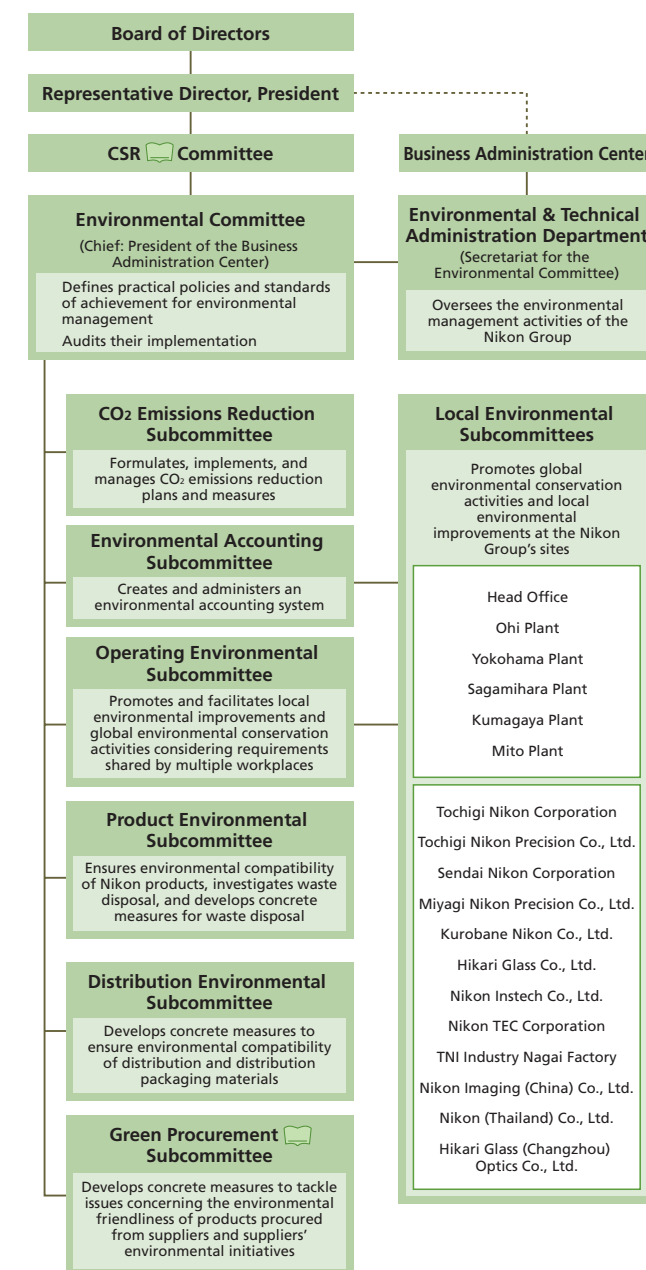 Board of Directors
Representative Director, President
CSR Committee
Business Administration Center
Environmental Committee
(Chief: President of the Business
Administration Center)
Defines practical policies and standards
of achievement for environmental
management
Audits their implementation
Environmental & Technical
Administration Department
(Secretariat for the
Environmental Committee)
Oversees the environmental
management activities of the
Nikon Group
CO2 Emissions Reduction
Subcommittee
Formulates, implements, and
manages CO2 emissions reduction
plans and measures
Environmental Accounting
Subcommittee
Creates and administers an
environmental accounting system
Operating Environmental
Subcommittee
Promotes and facilitates local
environmental improvements and
global environmental conservation
activities considering requirements
shared by multiple workplaces
Product Environmental
Subcommittee
Ensures environmental compatibility
of Nikon products, investigates waste
disposal, and develops concrete
measures for waste disposal
Distribution Environmental
Subcommittee
Develops concrete measures to
ensure environmental compatibility
of distribution and distribution
packaging materials
Green Procurement
Subcommittee
Develops concrete measures to tackle
issues concerning the environmental
friendliness of products procured
from suppliers and suppliers'
environmental initiatives
Local Environmental
Subcommittees
Promotes global
environmental conservation
activities and local
environmental
improvements at the Nikon
Group's sites
Head Office
Ohi Plant
Yokohama Plant
Sagamihara Plant
Kumagaya Plant
Mito Plant
Tochigi Nikon Corporation
Tochigi Nikon Precision Co., Ltd.
Sendai Nikon Corporation
Miyagi Nikon Precision Co., Ltd.
Kurobane Nikon Co., Ltd.
Hikari Glass Co., Ltd.
Nikon Instech Co., Ltd.
Nikon TEC Corporation
TNI Industry Nagai Factory
Nikon Imaging (China) Co., Ltd.
Nikon (Thailand) Co., Ltd.
Hikari Glass (Changzhou)
Optics Co., Ltd.